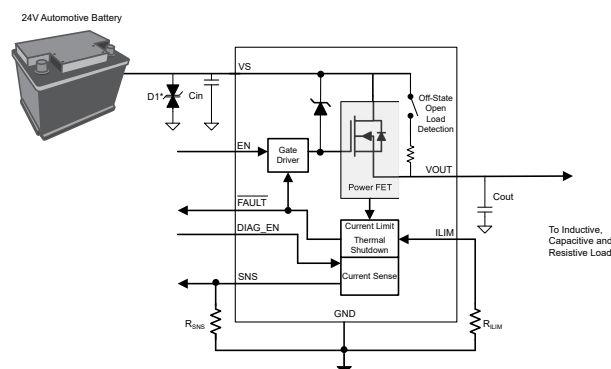 24V Automotive Battery
VS
D1*
Cin
Off-State
Open
Load
Detection
EN
Gate
Driver
VOUT
Power FET
Cout
FAULT
Current Limit
Thermal
Shutdown
ILIM
DIAG_EN
To Inductive,
Capacitive and
Resistive Load
SNS
Current Sense
GND
RSNS
RILIM